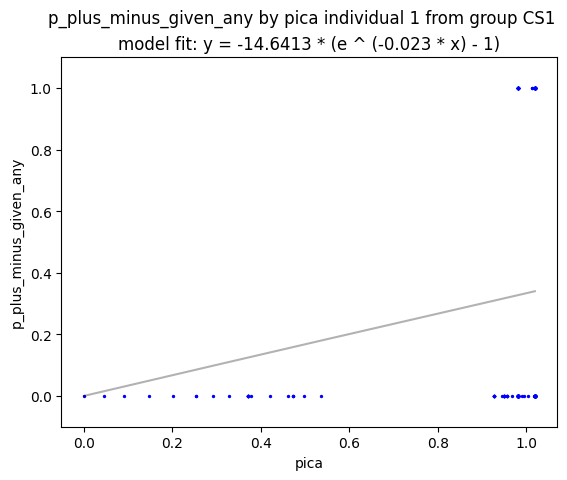 p_plus_minus_given_any by pica individual 1 from group CS1
model fit: y = -14.6413 * (e ^ (-0.023 * x) - 1)
1.0
0.8
0.6
0.4
0.2
0.0
p_plus_minus_given_any
0.0 0.2 0.4 0.6 0.8 1.0
pica